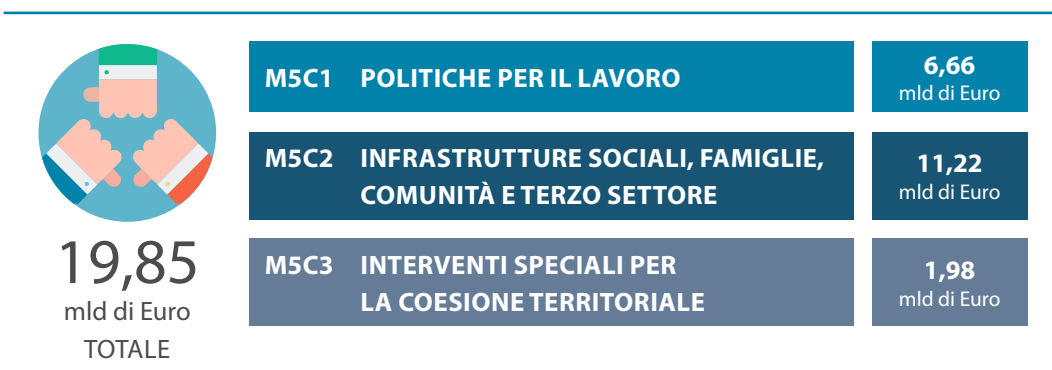 M5C1 POLITICHE PER IL LAVORO
6,66
mld di Euro
M5C2 INFRASTRUTTURE SOCIALI, FAMIGLIE,
COMUNITÀ E TERZO SETTORE
11,22
mld di Euro
M5C3 INTERVENTI SPECIALI PER
LA COESIONE TERRITORIALE
1,98
mld di Euro
19,85
mld di Euro
TOTALE